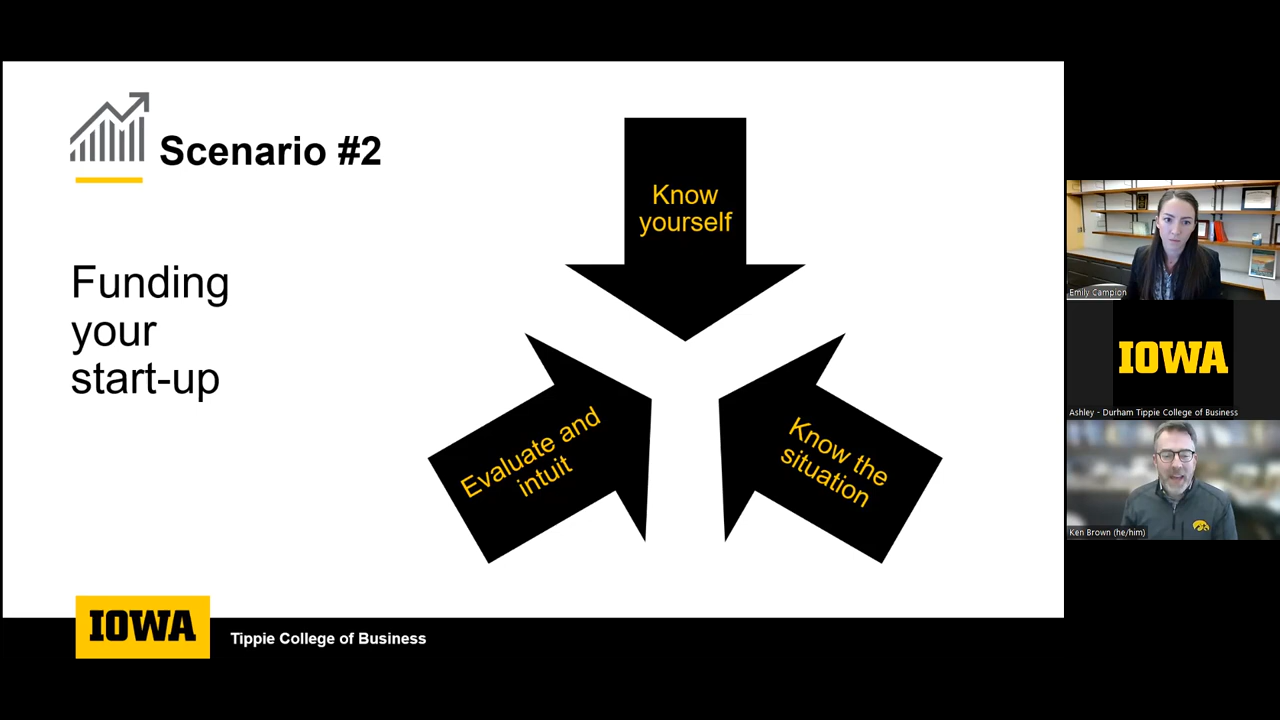 Scenario #2
Funding
your
start-up
Know
yourself
Evaluate and
intuit
Know the
situation
IOWA
Tippie College of Business
Emily Campion
IOWA
Ashley - Durham Tippie College of Business
Ken Brown (he/him)